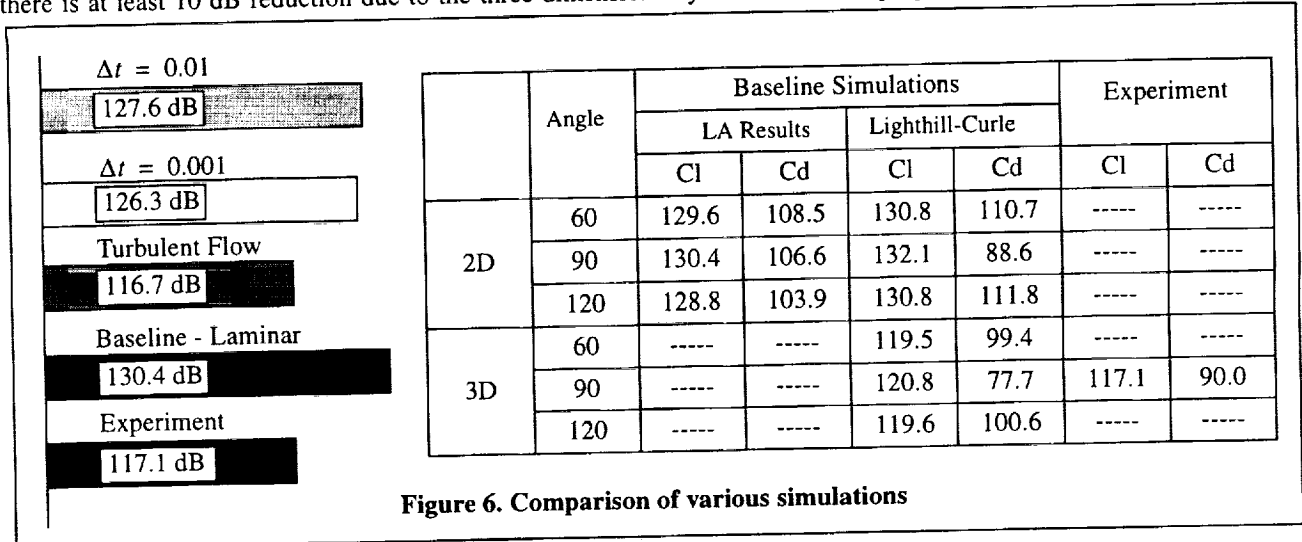 there is at least 10 dB reduction due to the three
Δt = 0.01
127.6 dB
Δt = 0.001
126.3 dB
Turbulent Flow
116.7 dB
Baseline - Laminar
130.4 dB
Experiment
117.1 dB
Angle Baseline Simulations Experiment
LA Results Lighthill-Curle
Cl Cd Cl Cd Cl Cd
2D
60 129.6 108.5 130.8 110.7 ----- -----
90 130.4 106.6 132.1 88.6 ----- -----
120 128.8 103.9 130.8 111.8 ----- -----
3D
60 ----- ----- 119.5 99.4 ----- -----
90 ----- ----- 120.8 77.7 117.1 90.0
120 ----- ----- 119.6 100.6 ----- -----
Figure 6. Comparison of various simulations